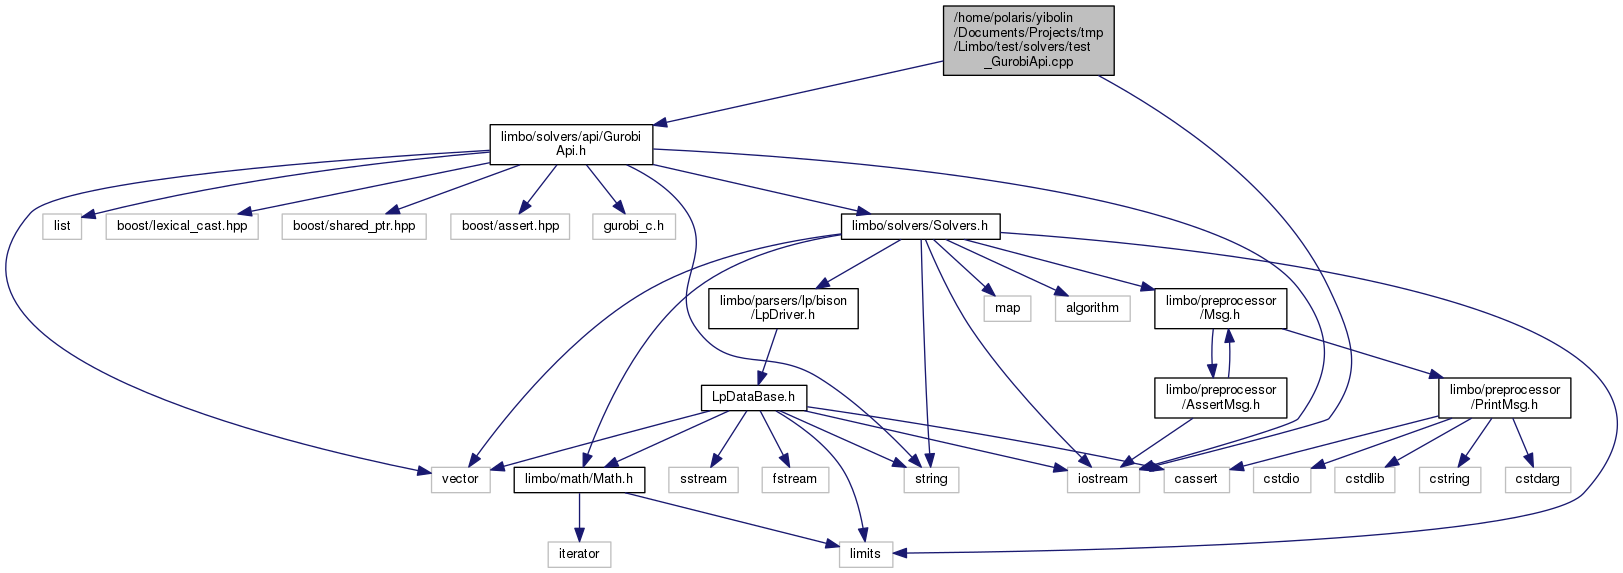 /home/polaris/yibolin
/Documents/Projects/tmp
/Limbo/test/solvers/test
_GurobiApi.cpp
limbo/solvers/api/Gurobi
Api.h
list
boost/lexical_cast.hpp
boost/shared_ptr.hpp
boost/assert.hpp
gurobi_c.h
limbo/solvers/Solvers.h
limbo/parsers/lp/bison
/LpDriver.h
map
algorithm
limbo/preprocessor
/Msg.h
LpDataBase.h
limbo/preprocessor
/AssertMsg.h
limbo/preprocessor
/PrintMsg.h
vector
limbo/math/Math.h
sstream
fstream
string
iostream
cassert
cstdio
cstdlib
cstring
cstdarg
iterator
limits